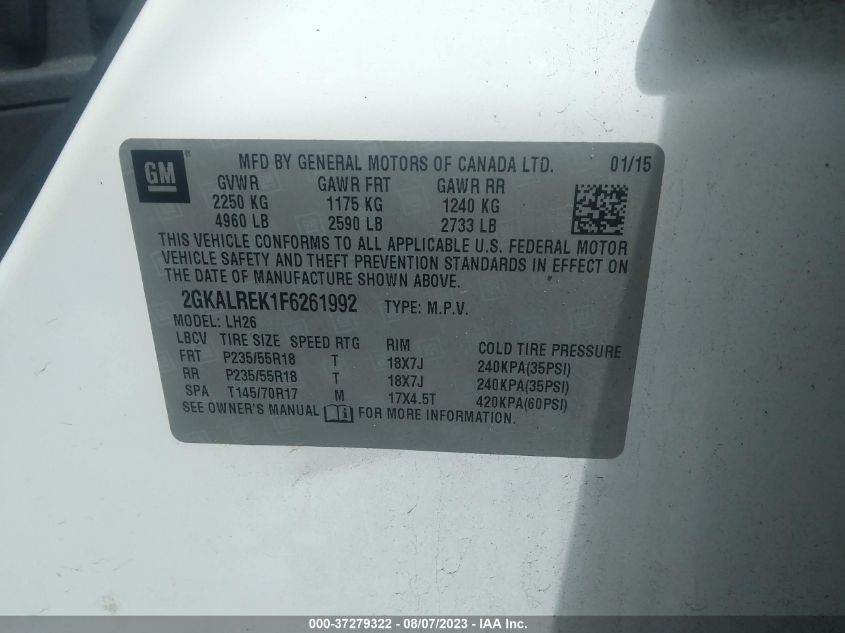 GM MFD BY GENERAL MOTORS OF CANADA LTD. 01/15
GVWR GAWR FRT GAWR RR
2250 KG 1175 KG 1240 KG
4960 LB 2590 LB 2733 LB
THIS VEHICLE CONFORMS TO ALL APPLICABLE U.S. FEDERAL MOTOR
VEHICLE SAFETY AND THEFT PREVENTION STANDARDS IN EFFECT ON
THE DATE OF MANUFACTURE SHOWN ABOVE.
2GKALREK1F6261992 TYPE: M.P.V.
MODEL: LH26
LBCV TIRE SIZE SPEED RTG RIM COLD TIRE PRESSURE
FRT P235/55R18 T 18X7J 240KPA(35PSI)
RR P235/55R18 T 18X7J 240KPA(35PSI)
SPA T145/70R17 M 17X4.5T 420KPA(60PSI)
SEE OWNER'S MANUAL FOR MORE INFORMATION.
000-37279322 - 08/07/2023 - IAA Inc.